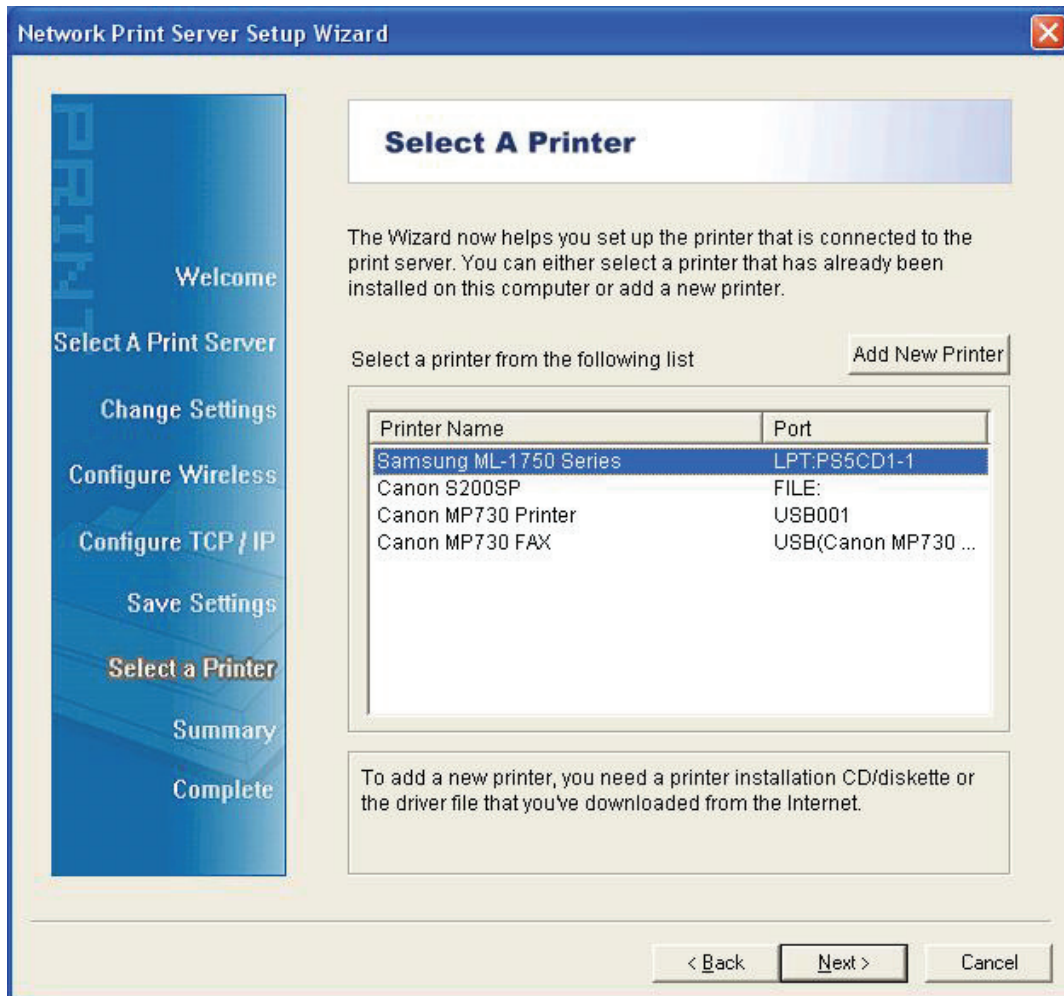 Network Print Server Setup Wizard
PRINT
Welcome
Select A Print Server
Change Settings
Configure Wireless
Configure TCP / IP
Save Settings
Select a Printer
Summary
Complete
Select A Printer
The Wizard now helps you set up the printer that is connected to the
print server. You can either select a printer that has already been
installed on this computer or add a new printer.
Select a printer from the following list
Add New Printer
Printer Name Port
Samsung ML-1750 Series LPT:PS5CD1-1
Canon S200SP FILE:
Canon MP730 Printer USB001
Canon MP730 FAX USB(Canon MP730 ...
To add a new printer, you need a printer installation CD/diskette or
the driver file that you've downloaded from the Internet.
< Back Next > Cancel